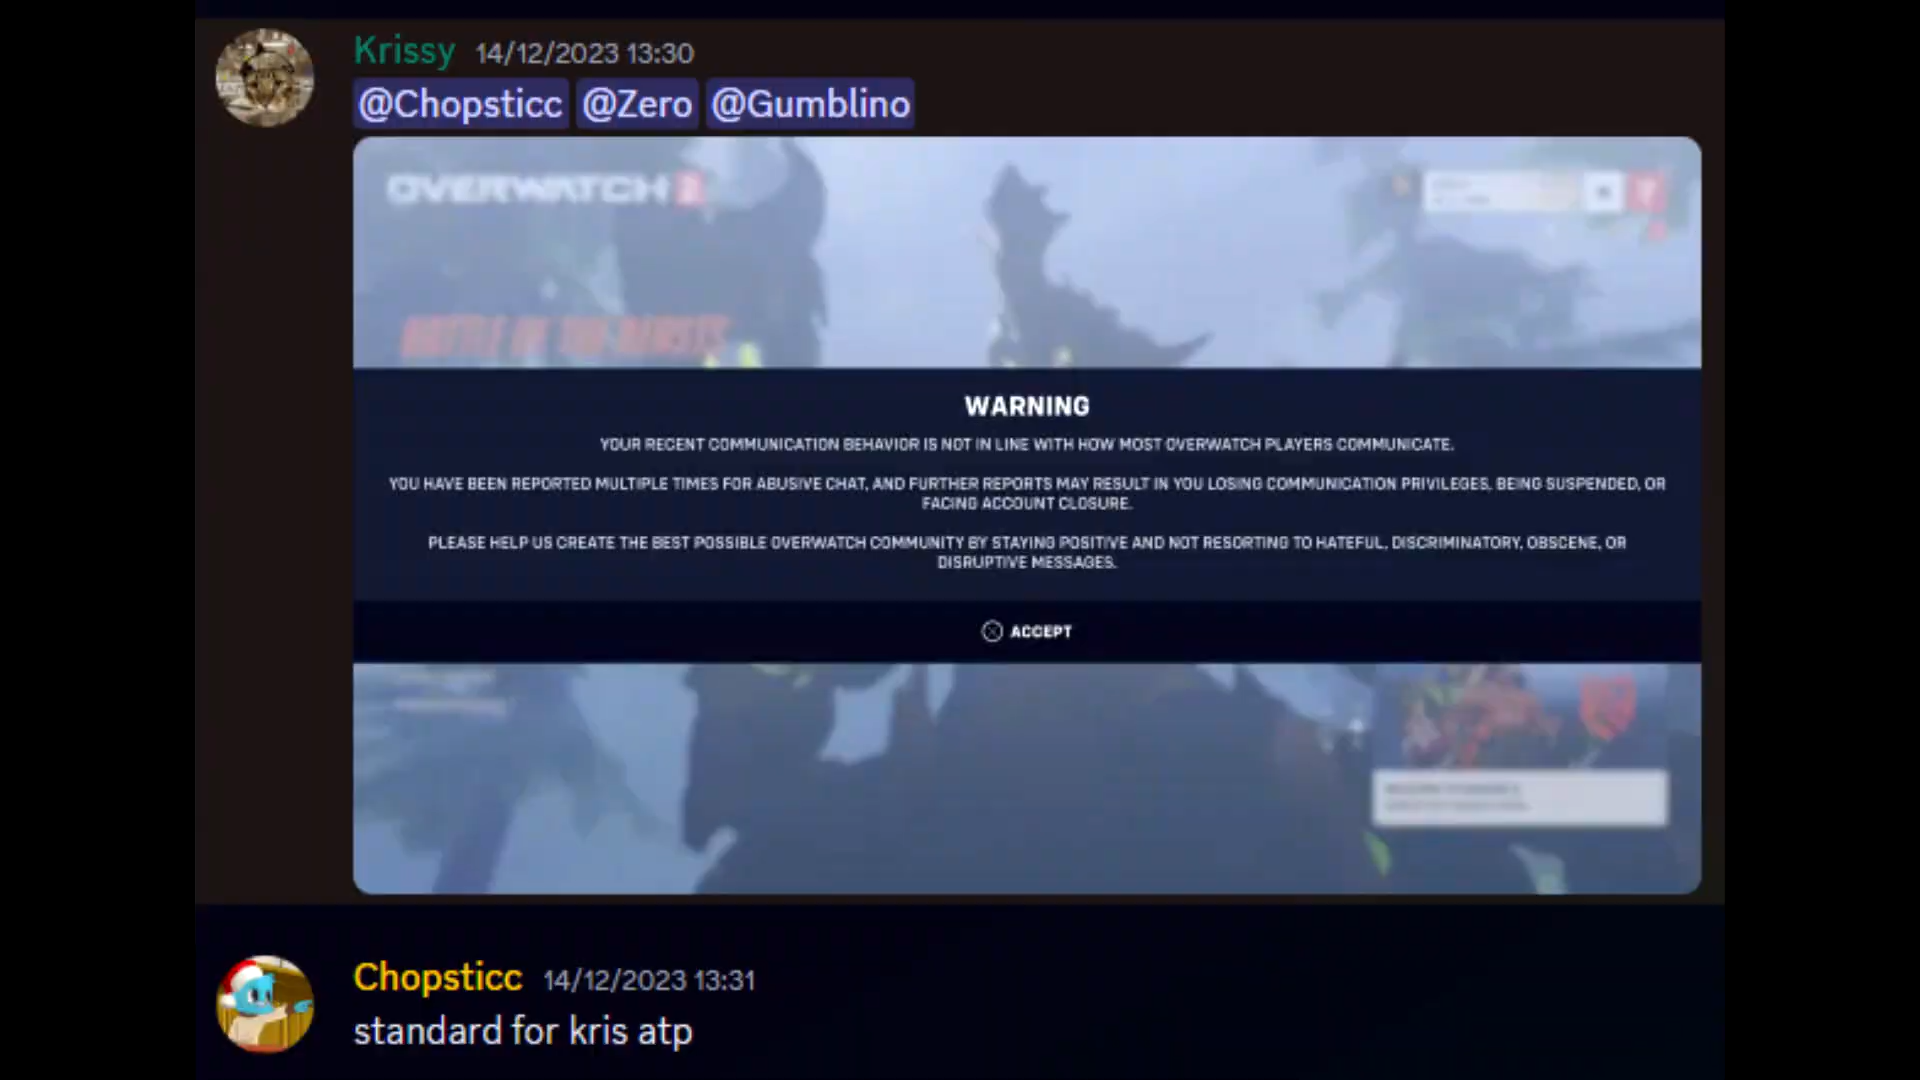 Krissy 14/12/2023 13:30
@Chopsticc @Zero @Gumblino
OVERWATCH 2
BATTLE OF THE BEASTS
WARNING
YOUR RECENT COMMUNICATION BEHAVIOR IS NOT IN LINE WITH HOW MOST OVERWATCH PLAYERS COMMUNICATE.
YOU HAVE BEEN REPORTED MULTIPLE TIMES FOR ABUSIVE CHAT, AND FURTHER REPORTS MAY RESULT IN YOU LOSING COMMUNICATION PRIVILEGES, BEING SUSPENDED, OR
FACING ACCOUNT CLOSURE.
PLEASE HELP US CREATE THE BEST POSSIBLE OVERWATCH COMMUNITY BY STAYING POSITIVE AND NOT RESORTING TO HATEFUL, DISCRIMINATORY, OBSCENE, OR
DISRUPTIVE MESSAGES.
ACCEPT
Chopsticc 14/12/2023 13:31
standard for kris atp